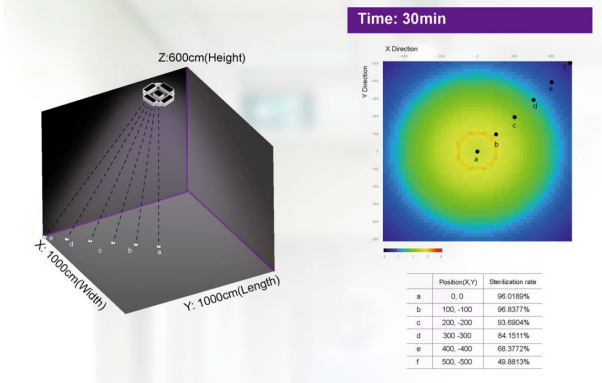 Time: 30min
Z:600cm(Height)
X: 1000cm(Width)
Y: 1000cm(Length)
e
d
c
b
a
X Direction
Y Direction
f
e
d
c
b
a
Position(X,Y) Sterilization rate
a 0, 0 96.0189%
b 100, -100 96.8377%
c 200, -200 93.6904%
d 300 -300 84.1511%
e 400, -400 68.3772%
f 500, -500 49.8813%